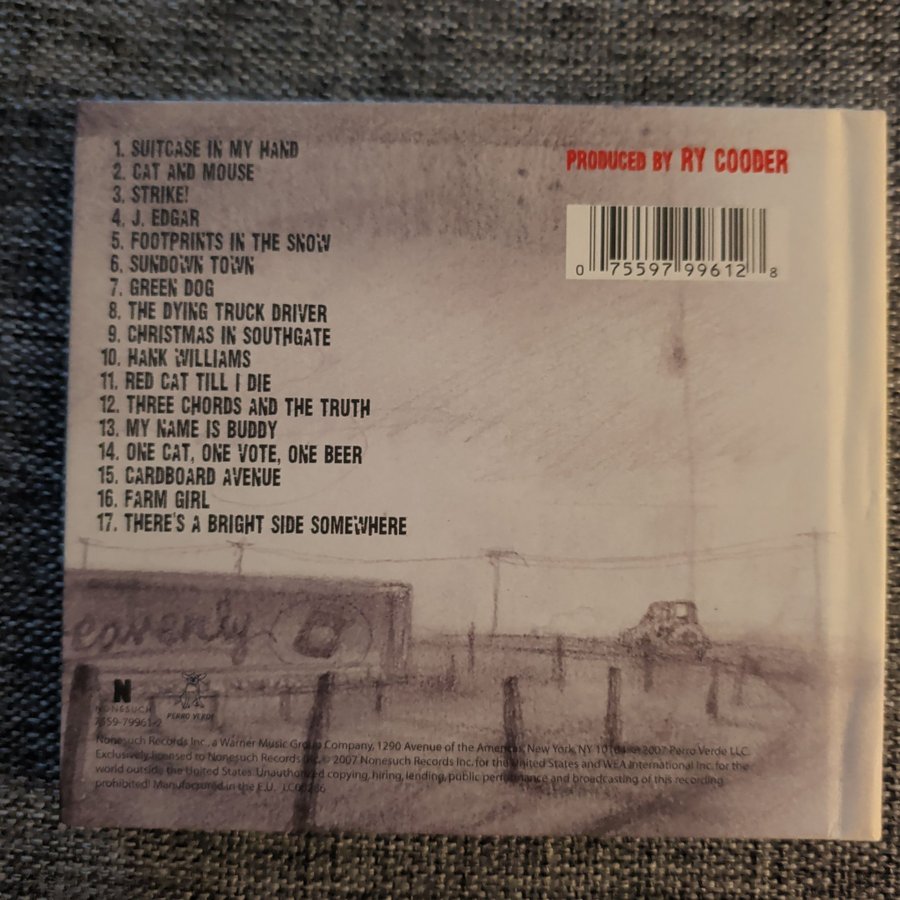 1. SUITCASE IN MY HAND
2. CAT AND MOUSE
3. STRIKE!
4. J. EDGAR
5. FOOTPRINTS IN THE SNOW
6. SUNDOWN TOWN
7. GREEN DOG
8. THE DYING TRUCK DRIVER
9. CHRISTMAS IN SOUTHGATE
10. HANK WILLIAMS
11. RED CAT TILL I DIE
12. THREE CHORDS AND THE TRUTH
13. MY NAME IS BUDDY
14. ONE CAT, ONE VOTE, ONE BEER
15. CARDBOARD AVENUE
16. FARM GIRL
17. THERE'S A BRIGHT SIDE SOMEWHERE
PRODUCED BY RY COODER
0 75597 99612 8
eavenly
N
NONESUCH
PERRO VERDE
7559-79961-2
Nonesuch Records Inc., a Warner Music Group Company, 1290 Avenue of the Americas, New York, NY 10104. ℗ 2007 Perro Verde LLC.
Exclusively licensed to Nonesuch Records Inc. © 2007 Nonesuch Records Inc. for the United States and WEA International Inc. for the
world outside the United States. Unauthorized copying, hiring, lending, public performance and broadcasting of this recording
prohibited! Manufactured in the E.U.